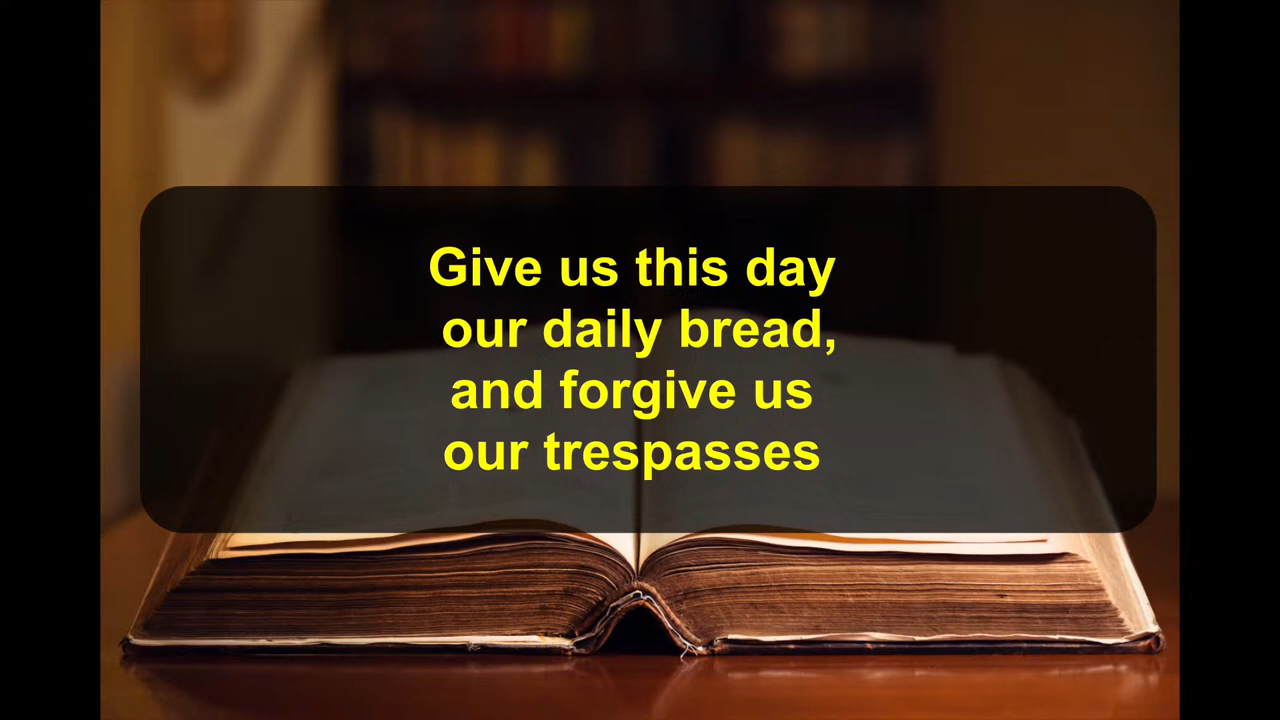 Give us this day
our daily bread,
and forgive us
our trespasses